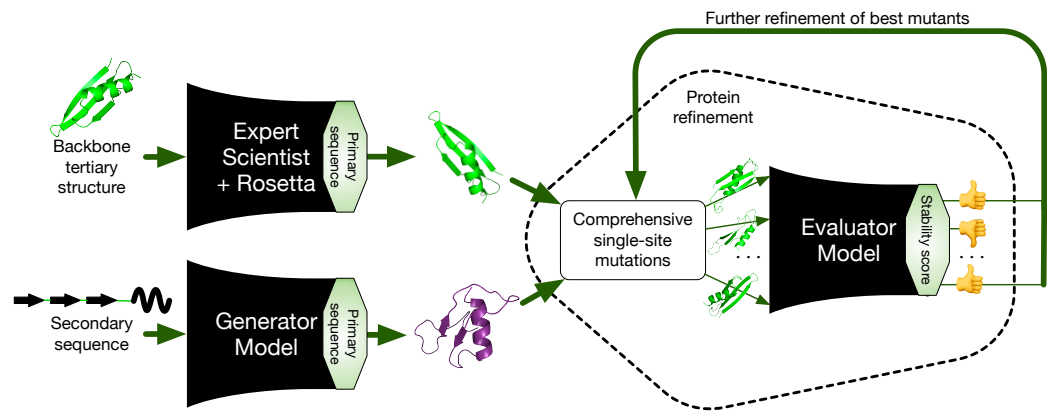 Further refinement of best mutants
Protein
refinement
Backbone
tertiary
structure
Expert
Scientist
+ Rosetta
Primary
sequence
Comprehensive
single-site
mutations
. . .
Evaluator
Model
Stability score
. . .
Secondary
sequence
Generator
Model
Primary
sequence